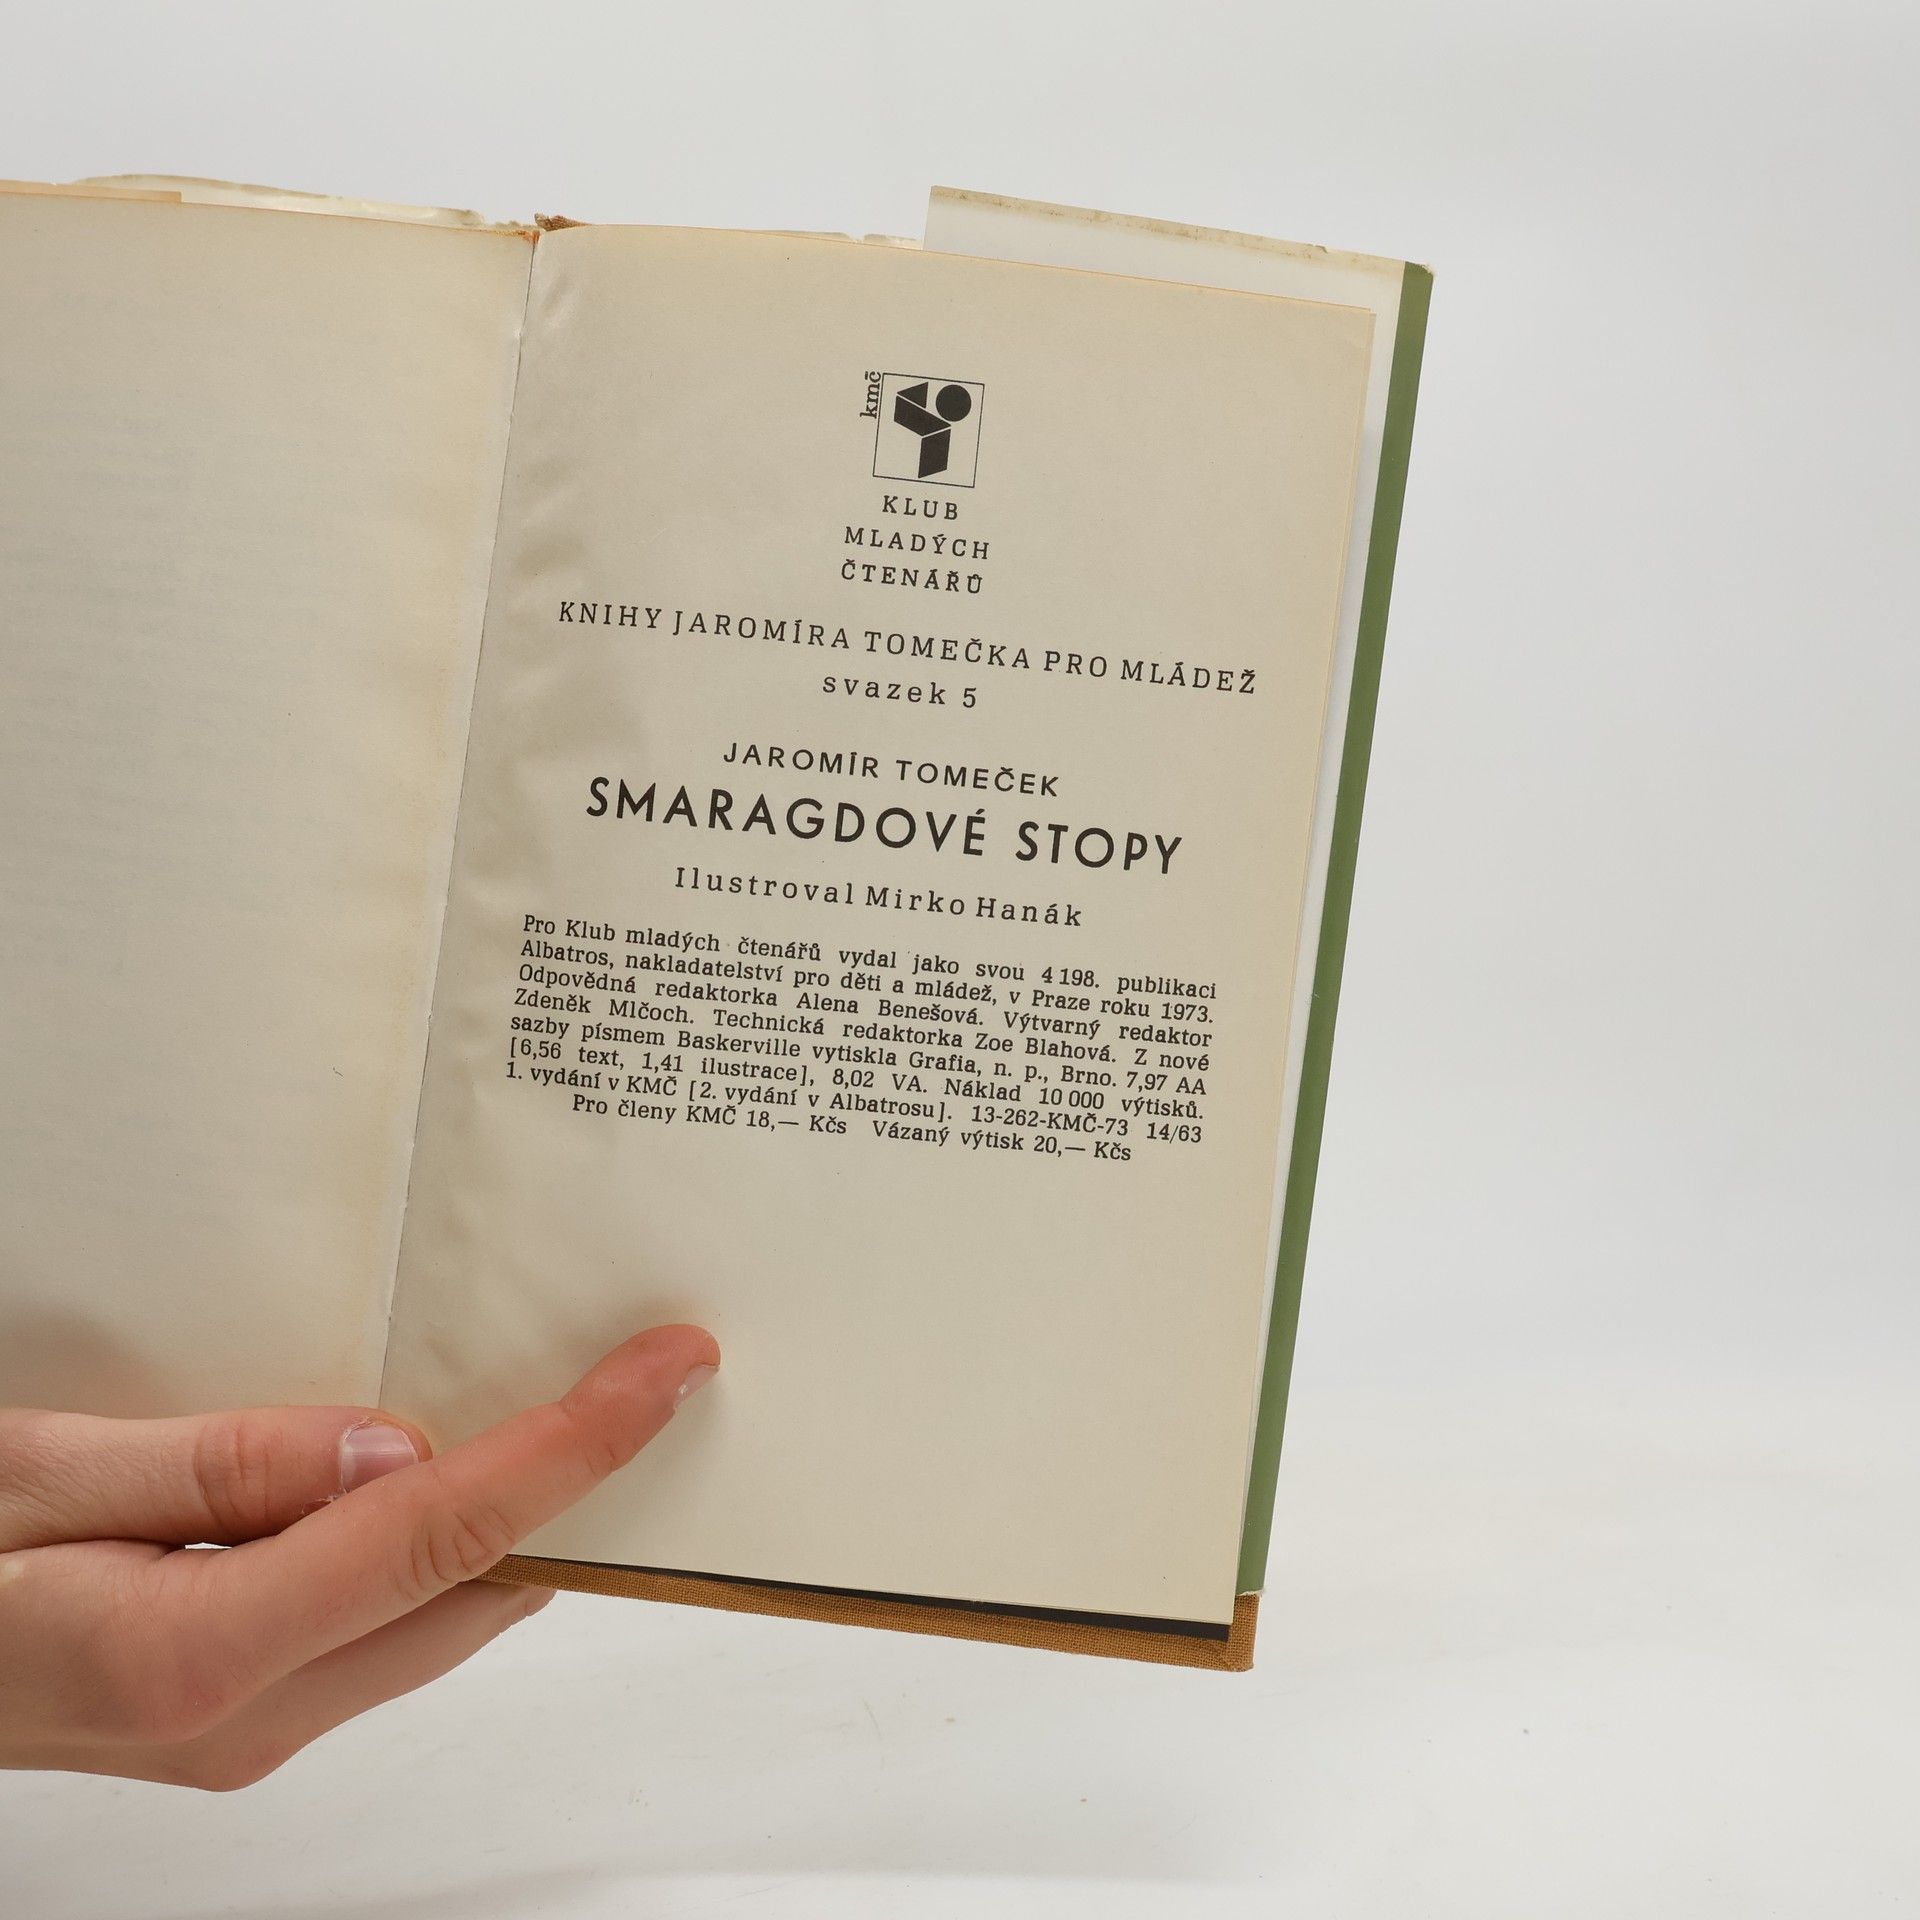 kmč
KLUB
MLADÝCH
ČTENÁŘŮ
KNIHY JAROMÍRA TOMEČKA PRO MLÁDEŽ
svazek 5
JAROMÍR TOMEČEK
SMARAGDOVÉ STOPY
Ilustroval Mirko Hanák
Pro Klub mladých čtenářů vydal jako svou 4 198. publikaci
Albatros, nakladatelství pro děti a mládež, v Praze roku 1973.
Odpovědná redaktorka Alena Benešová. Výtvarný redaktor
Zdeněk Mlčoch. Technická redaktorka Zoe Blahová. Z nové
sazby písmem Baskerville vytiskla Grafia, n. p., Brno. 7,97 AA
[6,56 text, 1,41 ilustrace], 8,02 VA. Náklad 10 000 výtisků.
1. vydání v KMČ [2. vydání v Albatrosu]. 13-262-KMČ-73 14/63
Pro členy KMČ 18,— Kčs Vázaný výtisk 20,— Kčs